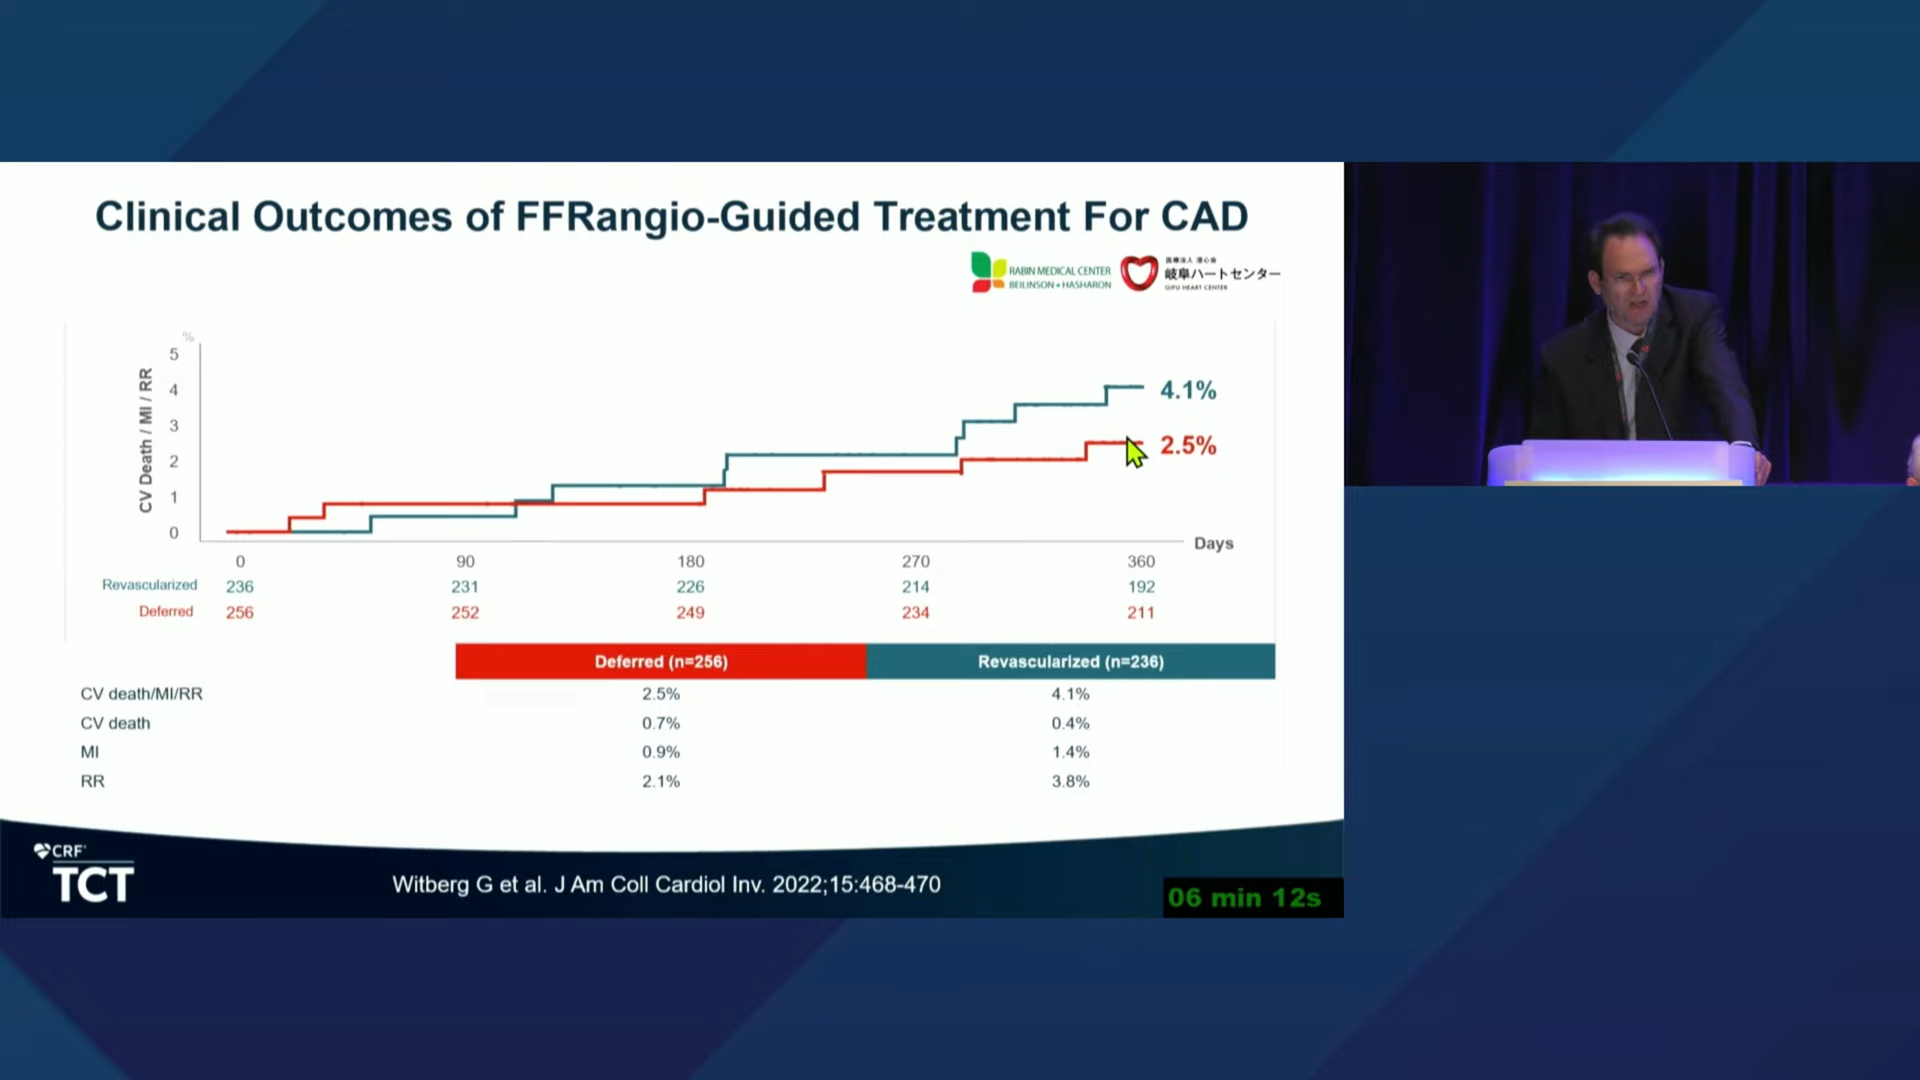 Clinical Outcomes of FFRangio-Guided Treatment For CAD
RABIN MEDICAL CENTER
BEILINSON • HASHARON
医療法人 澄心会
岐阜ハートセンター
GIFU HEART CENTER
%
CV Death / MI / RR
5
4
3
2
1
0
4.1%
2.5%
Days
0 90 180 270 360
Revascularized 236 231 226 214 192
Deferred 256 252 249 234 211
Deferred (n=256) Revascularized (n=236)
CV death/MI/RR 2.5% 4.1%
CV death 0.7% 0.4%
MI 0.9% 1.4%
RR 2.1% 3.8%
CRF
TCT
Witberg G et al. J Am Coll Cardiol Inv. 2022;15:468-470
06 min 12s